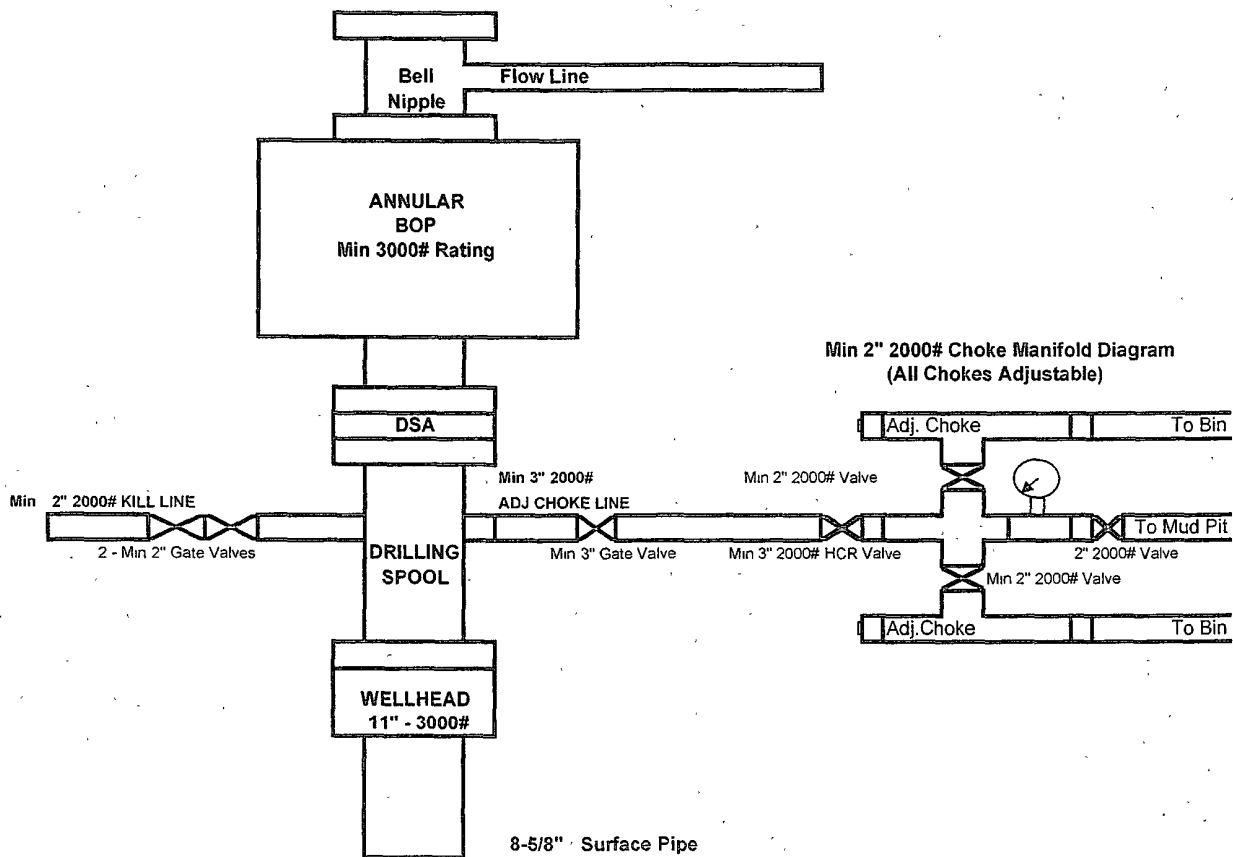 Bell
Nipple
Flow Line
ANNULAR
BOP
Min 3000# Rating
Min 2" 2000# Choke Manifold Diagram
(All Chokes Adjustable)
DSA
Adj. Choke
To Bin
Min 2" 2000# KILL LINE
Min 3" 2000#
ADJ CHOKE LINE
Min 2" 2000# Valve
To Mud Pit
2 - Min 2" Gate Valves
DRILLING
SPOOL
Min 3" Gate Valve
Min 3" 2000# HCR Valve
2" 2000# Valve
Min 2" 2000# Valve
Adj.Choke
To Bin
WELLHEAD
11" - 3000#
8-5/8" Surface Pipe